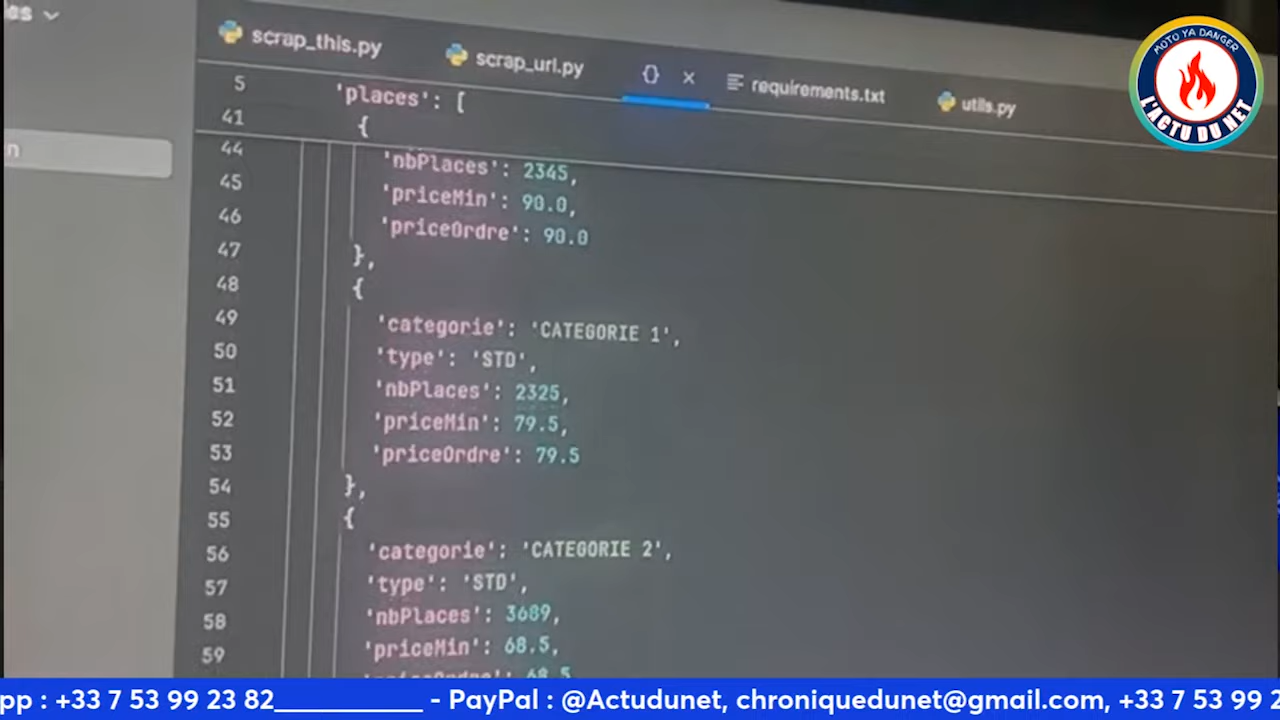 scrap_this.py
scrap_url.py
{}
requirements.txt
utils.py
MOTO YA DANGER
L'ACTU DU NET
5 'places': [
41 {
44 'nbPlaces': 2345,
45 'priceMin': 90.0,
46 'priceOrdre': 90.0
47 },
48 {
49 'categorie': 'CATEGORIE 1',
50 'type': 'STD',
51 'nbPlaces': 2325,
52 'priceMin': 79.5,
53 'priceOrdre': 79.5
54 },
55 {
56 'categorie': 'CATEGORIE 2',
57 'type': 'STD',
58 'nbPlaces': 3689,
59 'priceMin': 68.5,
68.5
pp : +33 7 53 99 23 82__________ - PayPal : @Actudunet, chroniquedunet@gmail.com, +33 7 53 99 2